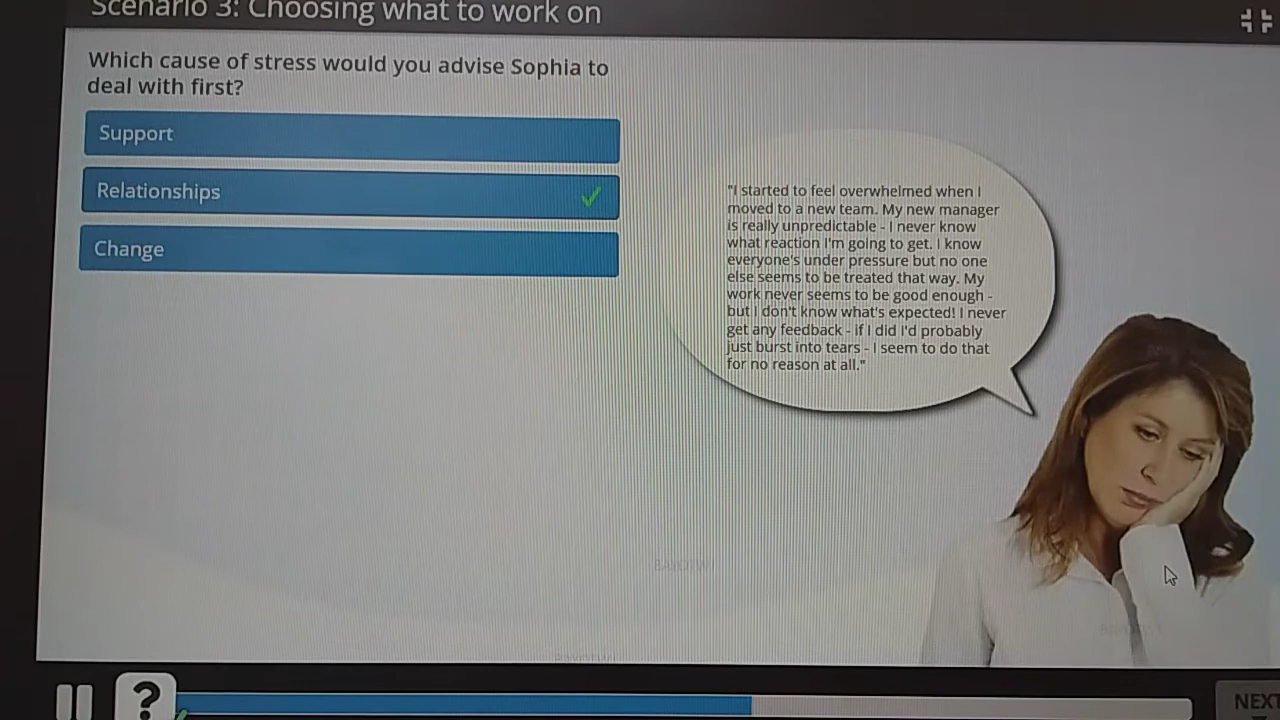 Scenario 3: Choosing what to work on
Which cause of stress would you advise Sophia to
deal with first?
Support
Relationships
Change
"I started to feel overwhelmed when I
moved to a new team. My new manager
is really unpredictable - I never know
what reaction I'm going to get. I know
everyone's under pressure but no one
else seems to be treated that way. My
work never seems to be good enough -
but I don't know what's expected! I never
get any feedback - if I did I'd probably
just burst into tears - I seem to do that
for no reason at all."
?
NEXT